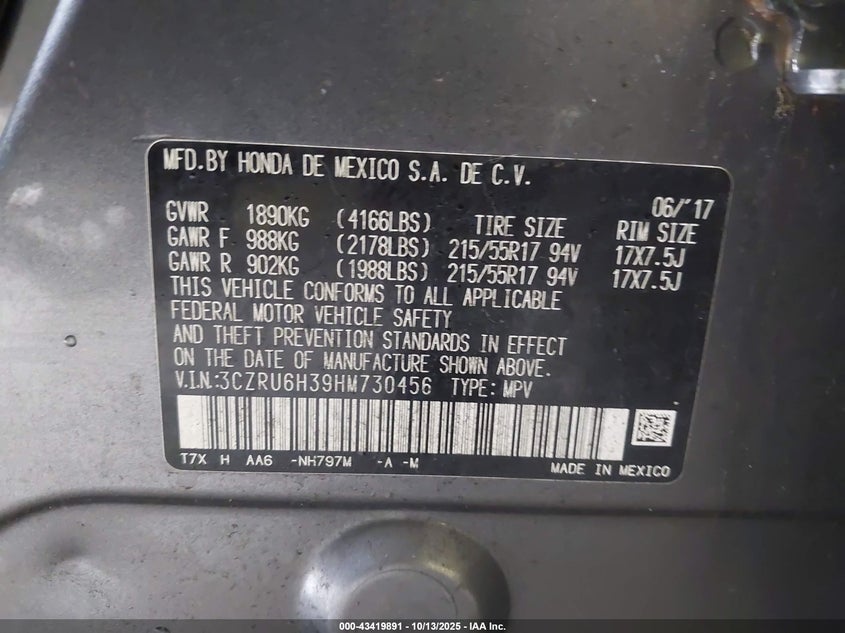 MFD. BY HONDA DE MEXICO S.A. DE C.V.
06/'17
GVWR 1890KG (4166LBS) TIRE SIZE RIM SIZE
GAWR F 988KG (2178LBS) 215/55R17 94V 17X7.5J
GAWR R 902KG (1988LBS) 215/55R17 94V 17X7.5J
THIS VEHICLE CONFORMS TO ALL APPLICABLE
FEDERAL MOTOR VEHICLE SAFETY
AND THEFT PREVENTION STANDARDS IN EFFECT
ON THE DATE OF MANUFACTURE SHOWN ABOVE.
V.I.N:3CZRU6H39HM730456 TYPE: MPV
T7X H AA6 -NH797M -A -M
MADE IN MEXICO
000-43419891 - 10/13/2025 - IAA Inc.